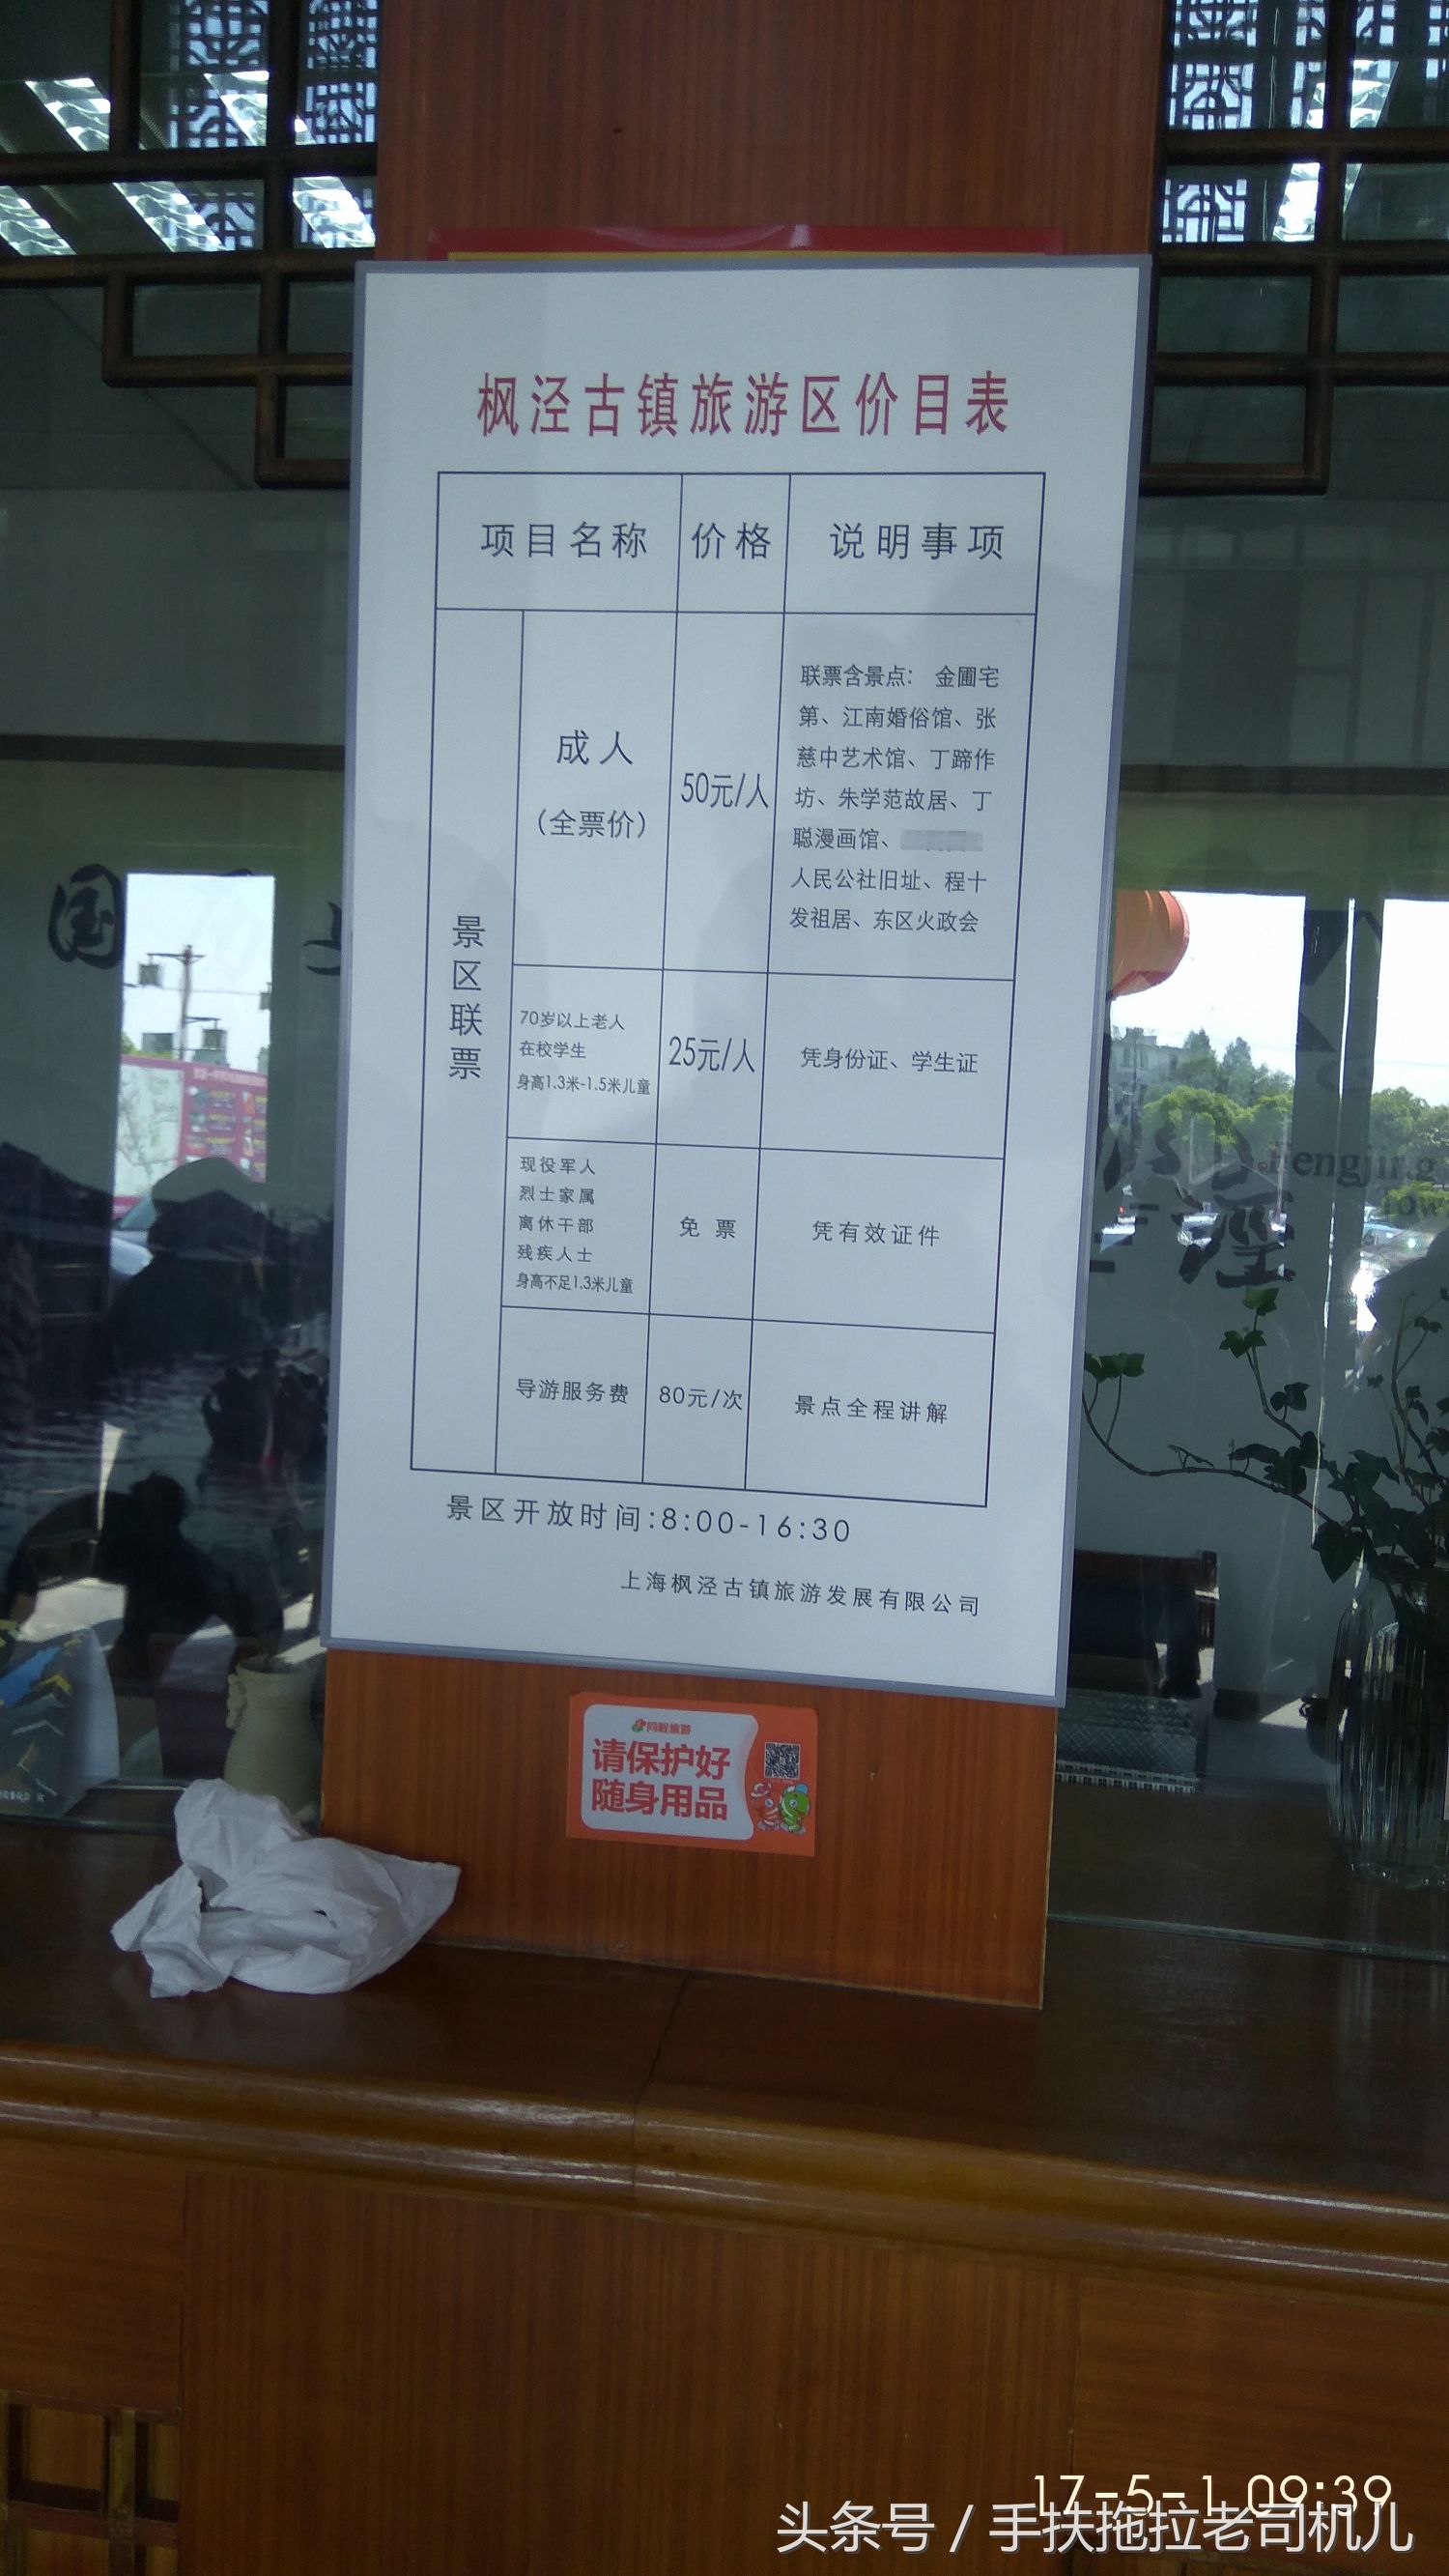 枫泾古镇旅游区价目表
项目名称 价格 说明事项
景区联票
成人
（全票价）
50元/人
联票含景点： 金圃宅
第、江南婚俗馆、张
慈中艺术馆、丁蹄作
坊、朱学范故居、丁
聪漫画馆、
人民公社旧址、程十
发祖居、东区火政会
70岁以上老人
在校学生
身高1.3米-1.5米儿童
25元/人
凭身份证、学生证
现役军人
烈士家属
离休干部
残疾人士
身高不足1.3米儿童
免票
凭有效证件
导游服务费
80元/次
景点全程讲解
景区开放时间:8:00-16:30
上海枫泾古镇旅游发展有限公司
国
泾
同程旅游
请保护好
随身用品
17-5-1 09:39
头条号 / 手扶拖拉老司机儿